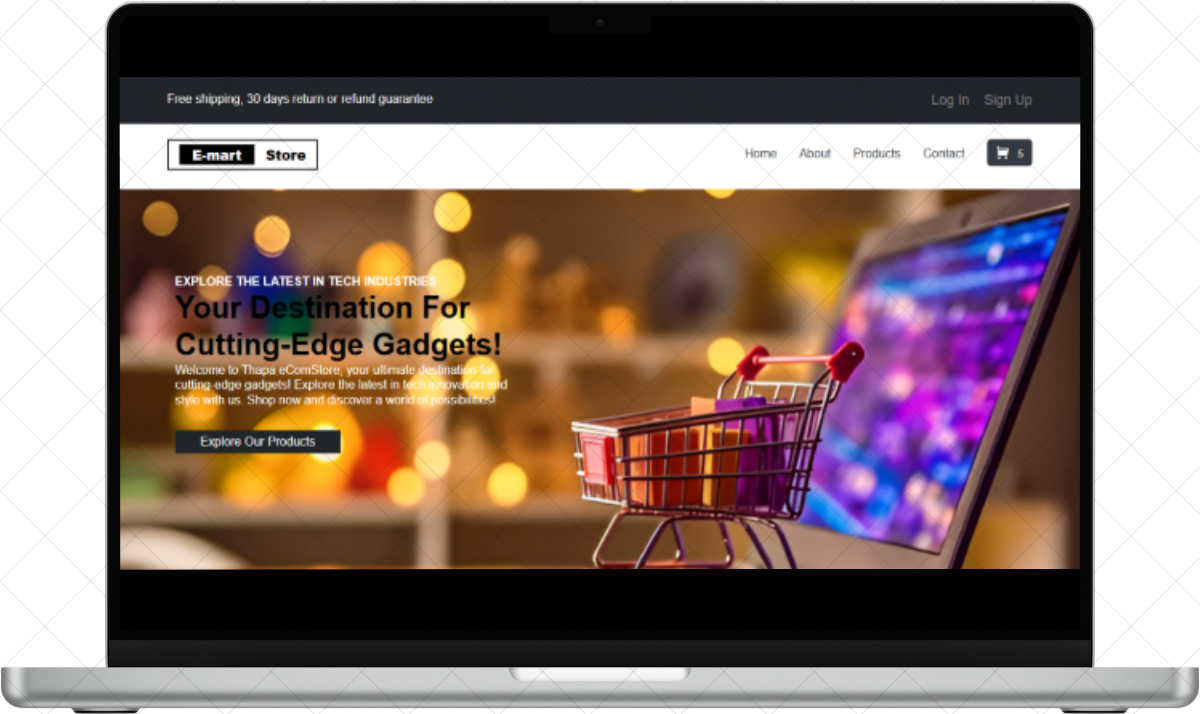 Free shipping, 30 days return or refund guarantee
Log In Sign Up
E-mart Store
Home About Products Contact 5
EXPLORE THE LATEST IN TECH INDUSTRIES
Your Destination For
Cutting-Edge Gadgets!
Welcome to Thapa eComStore, your ultimate destination for
cutting-edge gadgets! Explore the latest in tech innovation and
style with us. Shop now and discover a world of possibilities!
Explore Our Products